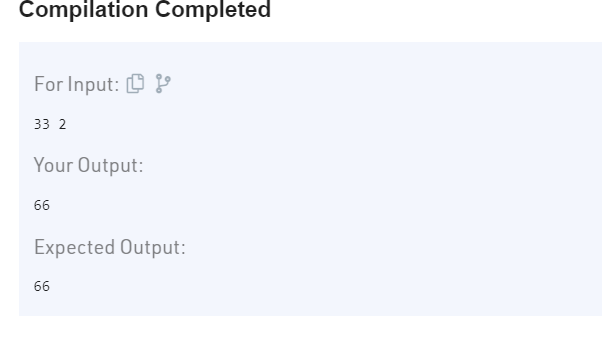 Compilation Completed
For Input:
33 2
Your Output:
66
Expected Output:
66